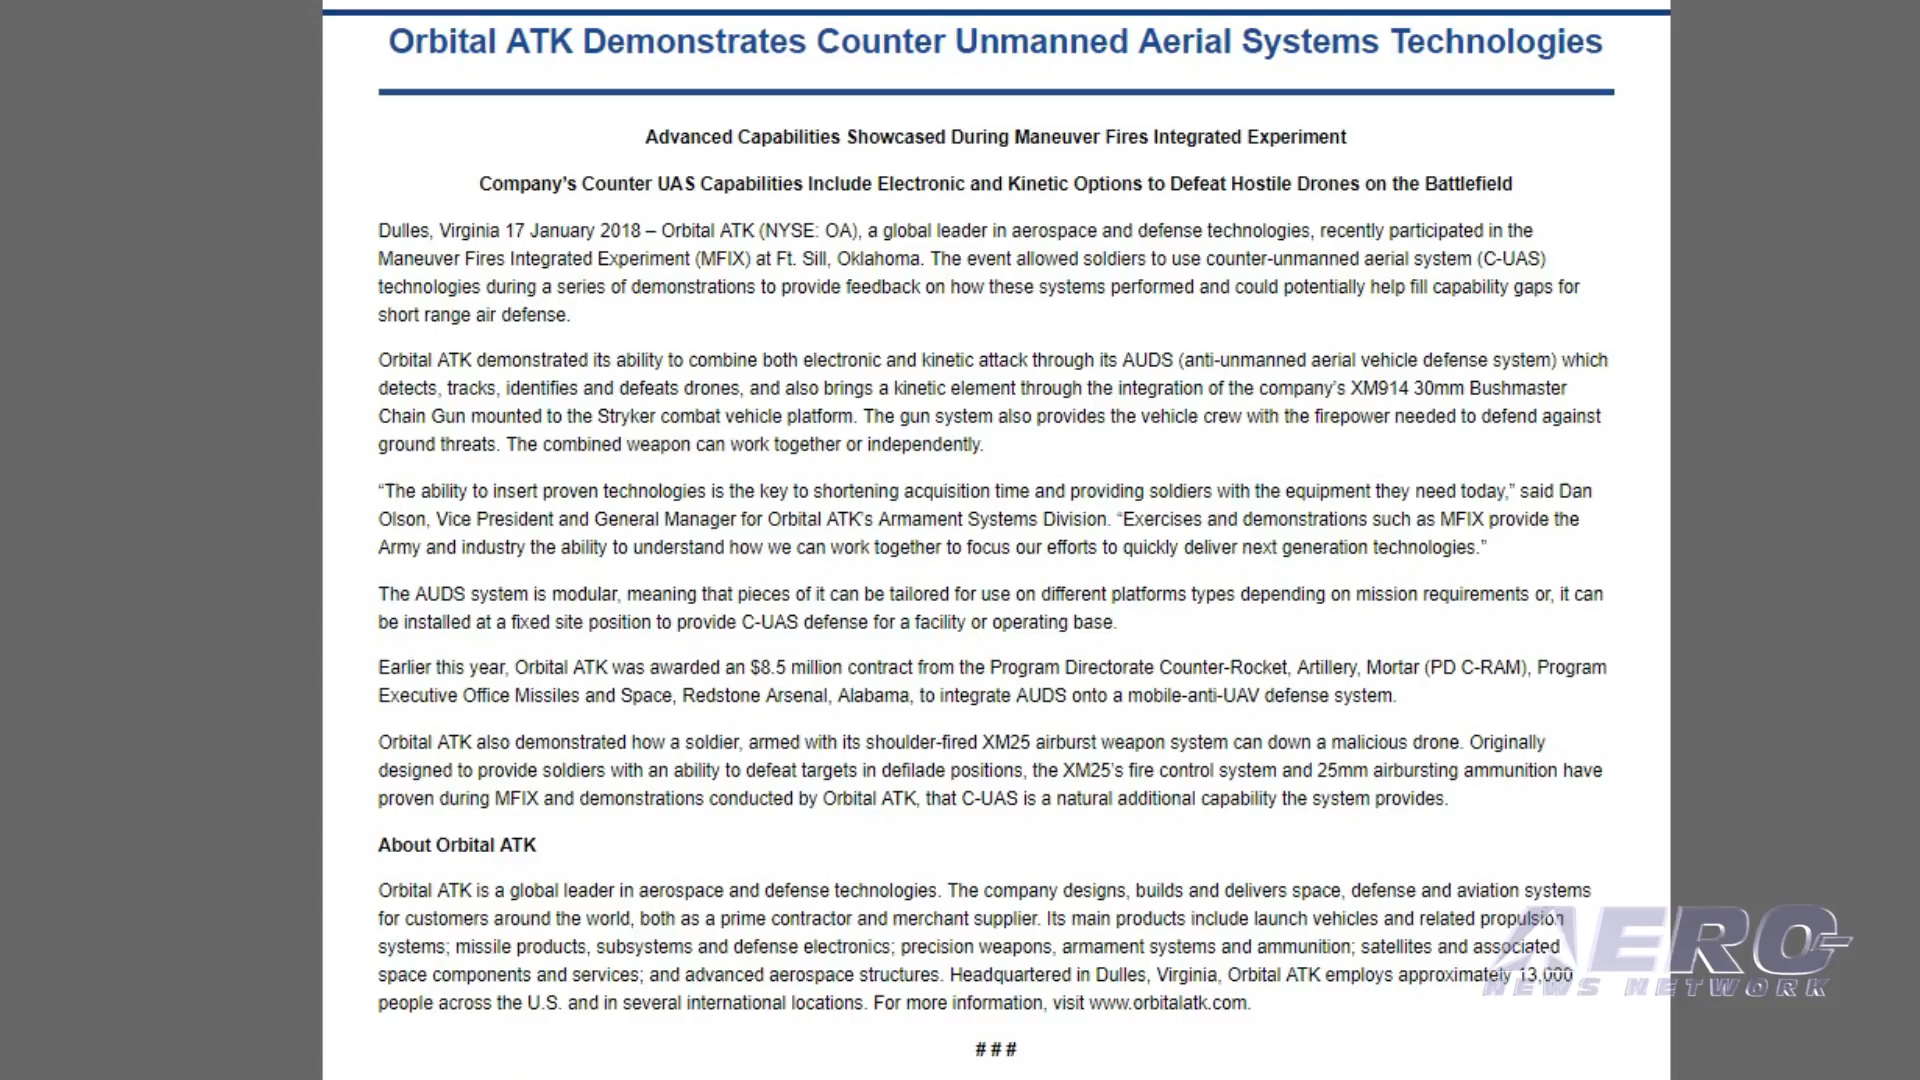 Orbital ATK Demonstrates Counter Unmanned Aerial Systems Technologies
Advanced Capabilities Showcased During Maneuver Fires Integrated Experiment
Company's Counter UAS Capabilities Include Electronic and Kinetic Options to Defeat Hostile Drones on the Battlefield
Dulles, Virginia 17 January 2018 – Orbital ATK (NYSE: OA), a global leader in aerospace and defense technologies, recently participated in the
Maneuver Fires Integrated Experiment (MFIX) at Ft. Sill, Oklahoma. The event allowed soldiers to use counter-unmanned aerial system (C-UAS)
technologies during a series of demonstrations to provide feedback on how these systems performed and could potentially help fill capability gaps for
short range air defense.
Orbital ATK demonstrated its ability to combine both electronic and kinetic attack through its AUDS (anti-unmanned aerial vehicle defense system) which
detects, tracks, identifies and defeats drones, and also brings a kinetic element through the integration of the company's XM914 30mm Bushmaster
Chain Gun mounted to the Stryker combat vehicle platform. The gun system also provides the vehicle crew with the firepower needed to defend against
ground threats. The combined weapon can work together or independently.
“The ability to insert proven technologies is the key to shortening acquisition time and providing soldiers with the equipment they need today,” said Dan
Olson, Vice President and General Manager for Orbital ATK's Armament Systems Division. “Exercises and demonstrations such as MFIX provide the
Army and industry the ability to understand how we can work together to focus our efforts to quickly deliver next generation technologies.”
The AUDS system is modular, meaning that pieces of it can be tailored for use on different platforms types depending on mission requirements or, it can
be installed at a fixed site position to provide C-UAS defense for a facility or operating base.
Earlier this year, Orbital ATK was awarded an $8.5 million contract from the Program Directorate Counter-Rocket, Artillery, Mortar (PD C-RAM), Program
Executive Office Missiles and Space, Redstone Arsenal, Alabama, to integrate AUDS onto a mobile-anti-UAV defense system.
Orbital ATK also demonstrated how a soldier, armed with its shoulder-fired XM25 airburst weapon system can down a malicious drone. Originally
designed to provide soldiers with an ability to defeat targets in defilade positions, the XM25's fire control system and 25mm airbursting ammunition have
proven during MFIX and demonstrations conducted by Orbital ATK, that C-UAS is a natural additional capability the system provides.
About Orbital ATK
Orbital ATK is a global leader in aerospace and defense technologies. The company designs, builds and delivers space, defense and aviation systems
for customers around the world, both as a prime contractor and merchant supplier. Its main products include launch vehicles and related propulsion
systems; missile products, subsystems and defense electronics; precision weapons, armament systems and ammunition; satellites and associated
space components and services; and advanced aerospace structures. Headquartered in Dulles, Virginia, Orbital ATK employs approximately 13,000
people across the U.S. and in several international locations. For more information, visit www.orbitalatk.com.
# # #
AERO-
NEWS NETWORK